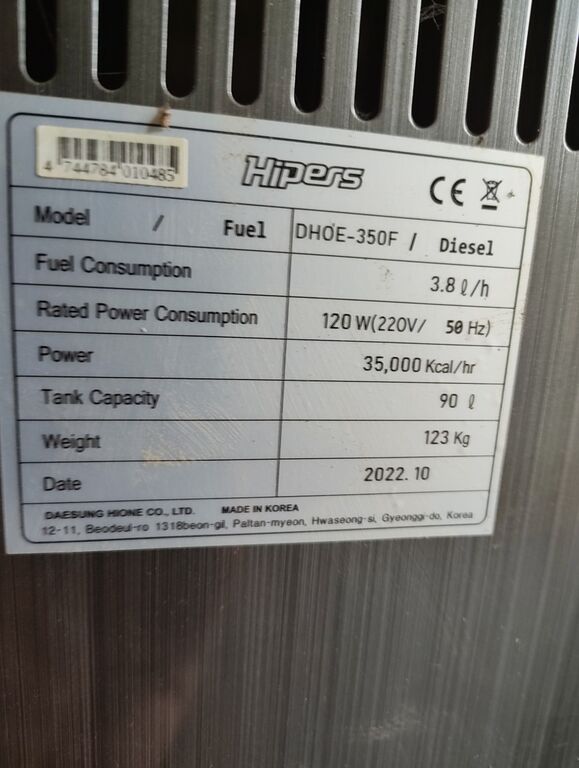 4 744784 010485
Hipers
CE
Model / Fuel DHOE-350F / Diesel
Fuel Consumption 3.8 ℓ/h
Rated Power Consumption 120 W(220V/ 50 Hz)
Power 35,000 Kcal/hr
Tank Capacity 90 ℓ
Weight 123 Kg
Date 2022. 10
DAESUNG HIONE CO., LTD. MADE IN KOREA
12-11, Beodeul-ro 1318beon-gil, Paltan-myeon, Hwaseong-si, Gyeonggi-do, Korea